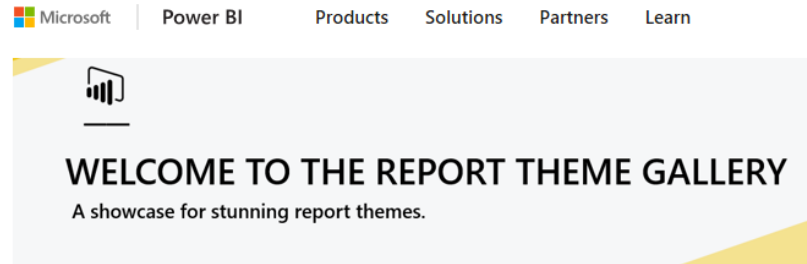 Microsoft Power BI Products Solutions Partners Learn
WELCOME TO THE REPORT THEME GALLERY
A showcase for stunning report themes.